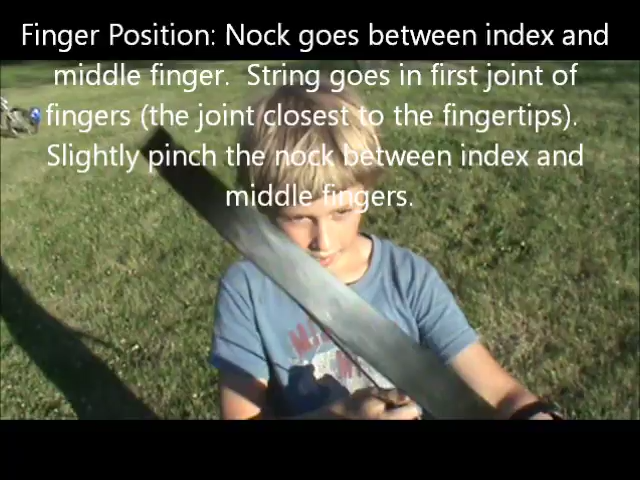 Finger Position: Nock goes between index and
middle finger. String goes in first joint of
fingers (the joint closest to the fingertips).
Slightly pinch the nock between index and
middle fingers.